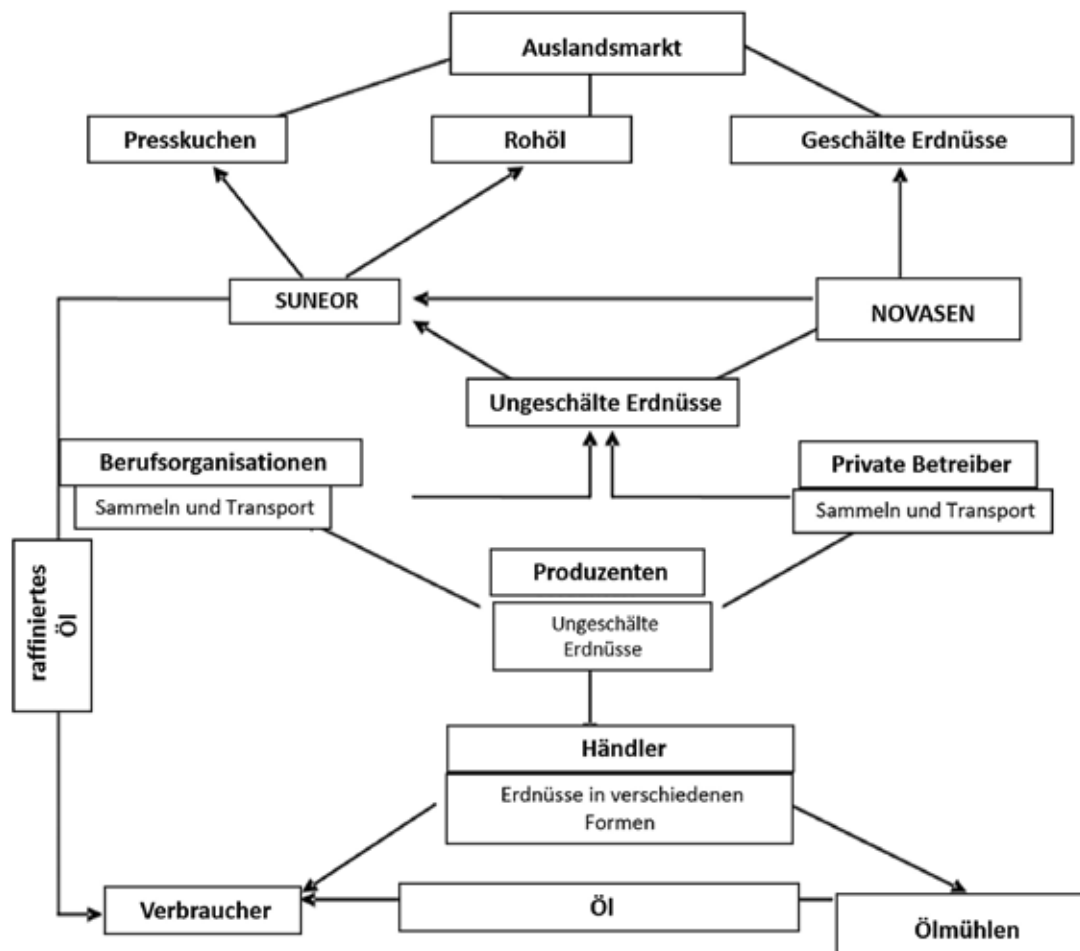 Auslandsmarkt
Presskuchen
Rohöl
Geschälte Erdnüsse
SUNEOR
NOVASEN
Ungeschälte Erdnüsse
Berufsorganisationen
Sammeln und Transport
Private Betreiber
Sammeln und Transport
raffiniertes
Öl
Produzenten
Ungeschälte
Erdnüsse
Händler
Erdnüsse in verschiedenen
Formen
Verbraucher
Öl
Ölmühlen